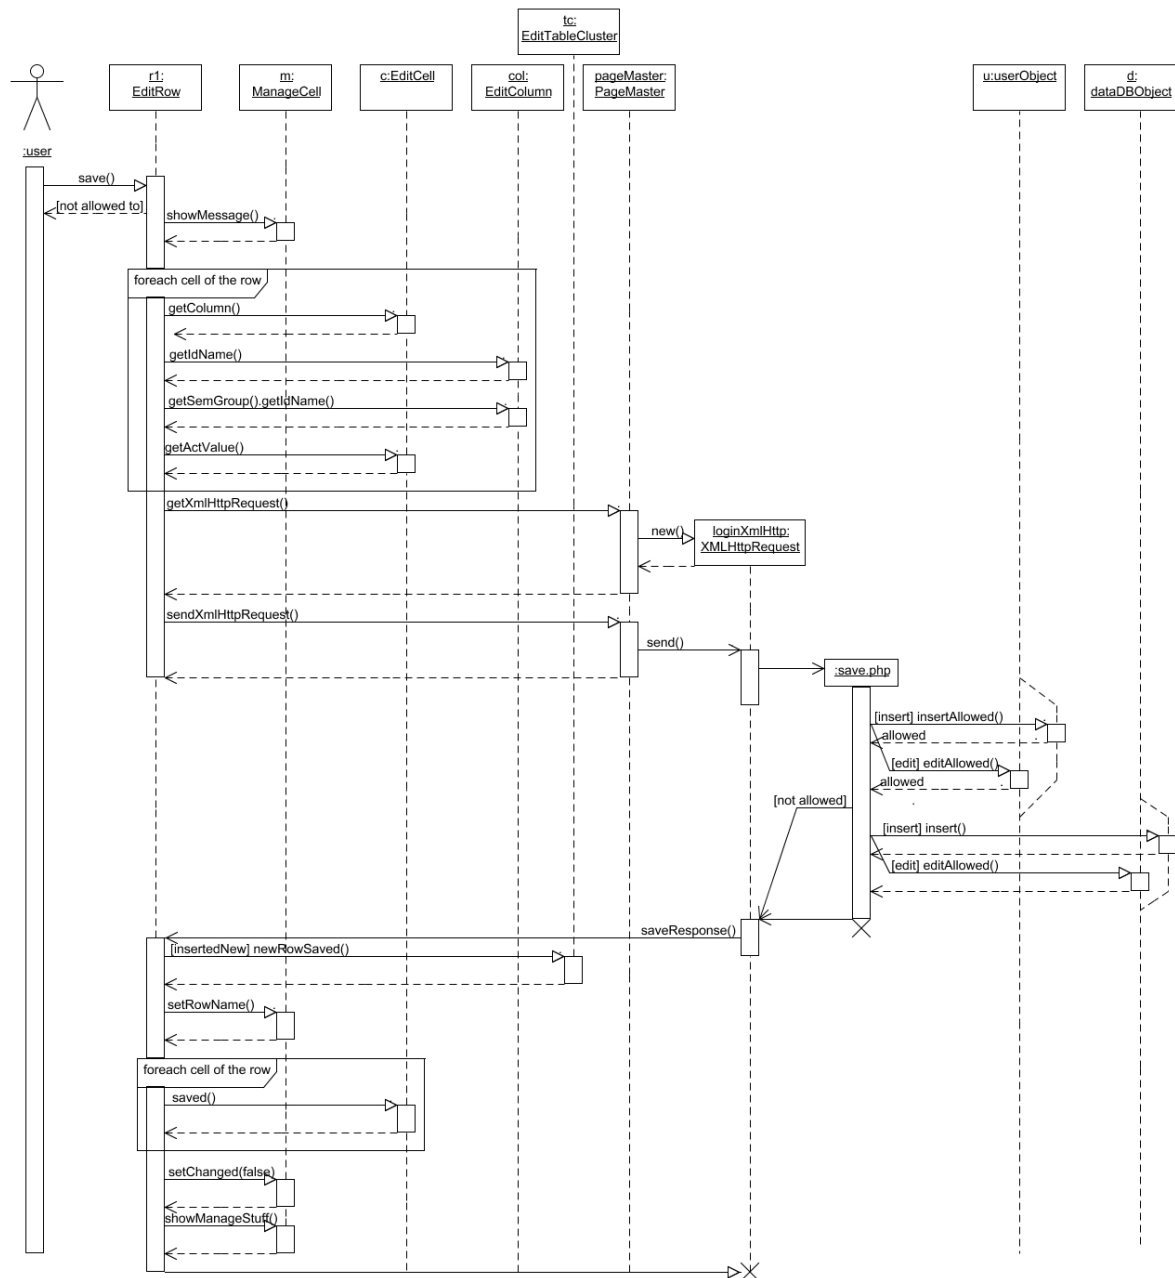 tc:
EditTableCluster
r1:
EditRow
m:
ManageCell
c:EditCell
col:
EditColumn
pageMaster:
PageMaster
u:userObject
d:
dataDBObject
:user
save()
[not allowed to]
showMessage()
foreach cell of the row
getColumn()
getIdName()
getSemGroup().getIdName()
getActValue()
getXmlHttpRequest()
new()
loginXmlHttp:
XMLHttpRequest
sendXmlHttpRequest()
send()
:save.php
[insert] insertAllowed()
allowed
[edit] editAllowed()
allowed
[not allowed]
[insert] insert()
[edit] editAllowed()
saveResponse()
[insertedNew] newRowSaved()
setRowName()
foreach cell of the row
saved()
setChanged(false)
showManageStuff()